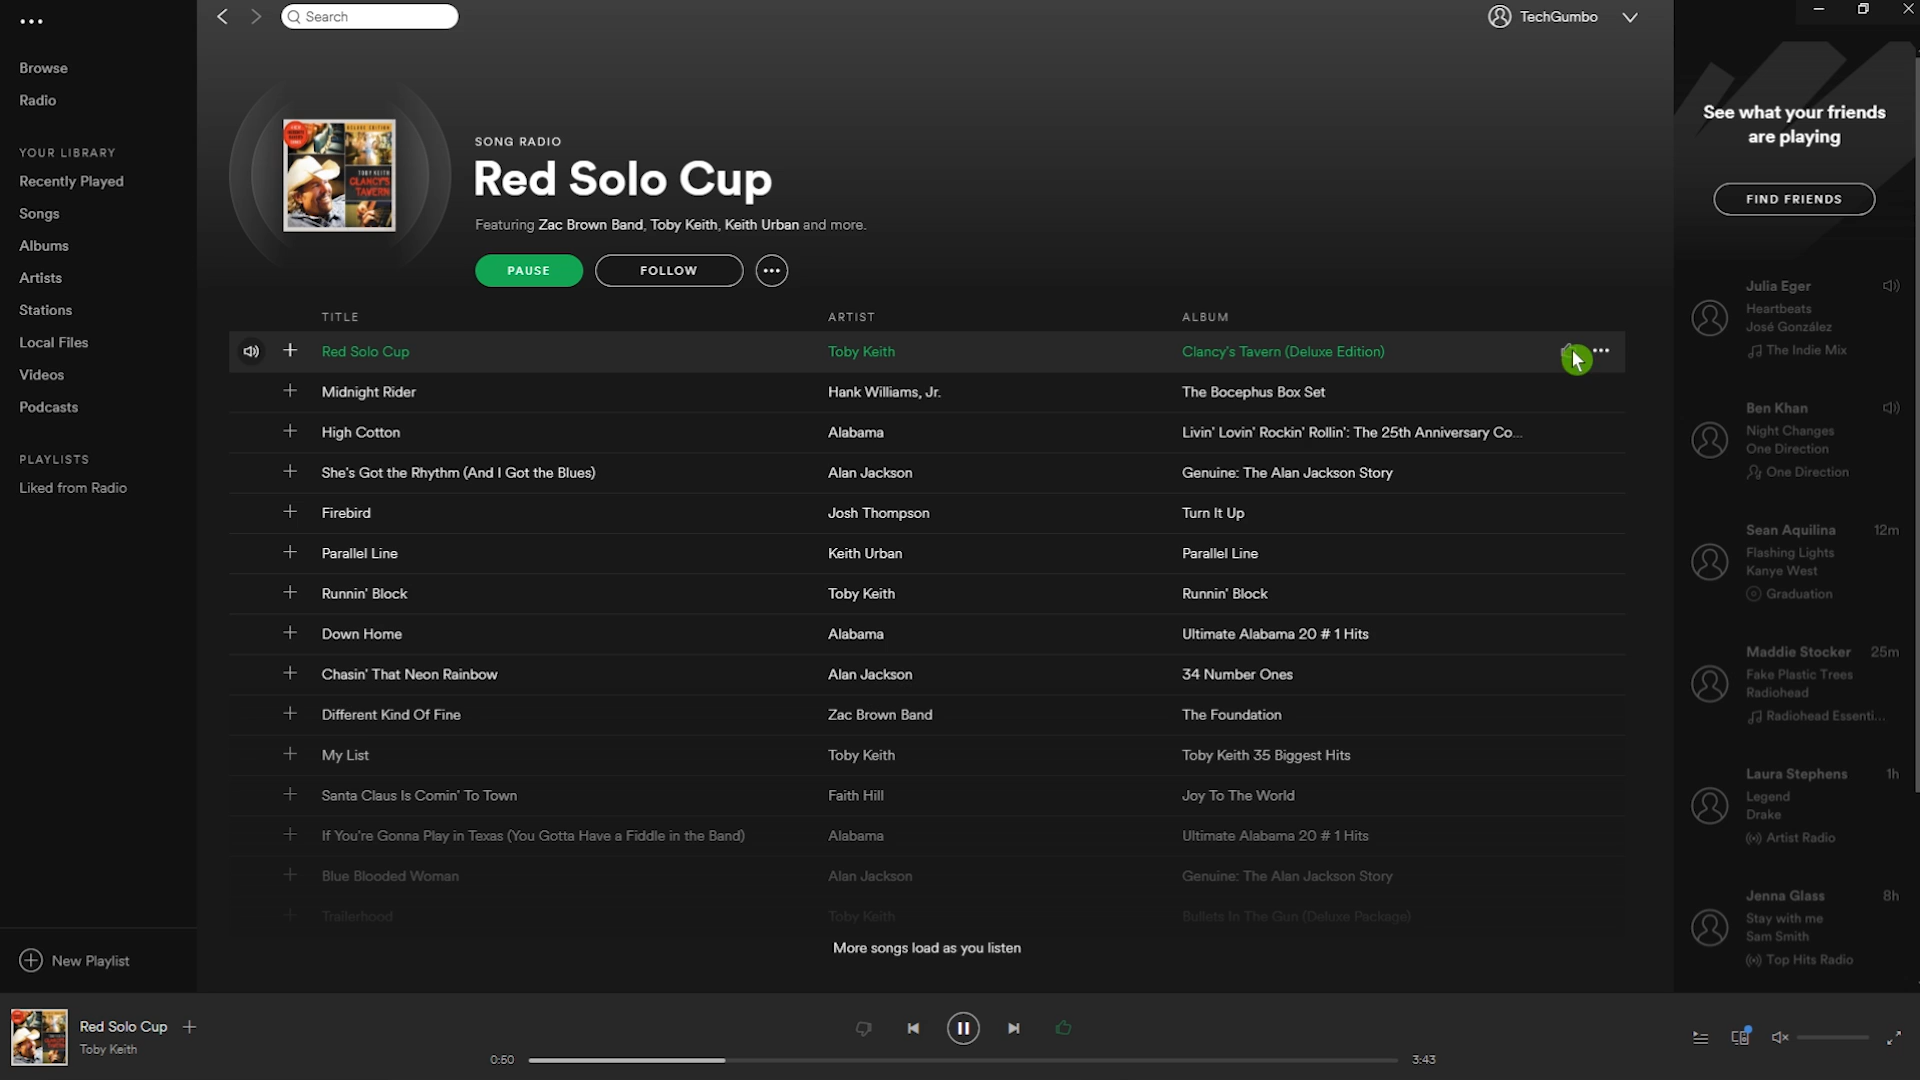 Search
TechGumbo
Browse
Radio
YOUR LIBRARY
Recently Played
Songs
Albums
Artists
Stations
Local Files
Videos
Podcasts
PLAYLISTS
Liked from Radio
New Playlist
TOBY KEITH
CLANCY'S
TAVERN
SONG RADIO
Red Solo Cup
Featuring Zac Brown Band, Toby Keith, Keith Urban and more.
PAUSE
FOLLOW
TITLE ARTIST ALBUM
Red Solo Cup Toby Keith Clancy's Tavern (Deluxe Edition)
Midnight Rider Hank Williams, Jr. The Bocephus Box Set
High Cotton Alabama Livin' Lovin' Rockin' Rollin': The 25th Anniversary Co...
She's Got the Rhythm (And I Got the Blues) Alan Jackson Genuine: The Alan Jackson Story
Firebird Josh Thompson Turn It Up
Parallel Line Keith Urban Parallel Line
Runnin' Block Toby Keith Runnin' Block
Down Home Alabama Ultimate Alabama 20 # 1 Hits
Chasin' That Neon Rainbow Alan Jackson 34 Number Ones
Different Kind Of Fine Zac Brown Band The Foundation
My List Toby Keith Toby Keith 35 Biggest Hits
Santa Claus Is Comin' To Town Faith Hill Joy To The World
If You're Gonna Play in Texas (You Gotta Have a Fiddle in the Band) Alabama Ultimate Alabama 20 # 1 Hits
Blue Blooded Woman Alan Jackson Genuine: The Alan Jackson Story
Trailerhood Toby Keith Bullets In The Gun (Deluxe Package)
More songs load as you listen
See what your friends
are playing
FIND FRIENDS
Julia Eger
Heartbeats
José González
The Indie Mix
Ben Khan
Night Changes
One Direction
One Direction
Sean Aquilina 12m
Flashing Lights
Kanye West
Graduation
Maddie Stocker 25m
Fake Plastic Trees
Radiohead
Radiohead Essenti...
Laura Stephens 1h
Legend
Drake
Artist Radio
Jenna Glass 8h
Stay with me
Sam Smith
Top Hits Radio
Red Solo Cup
Toby Keith
0:50
3:43